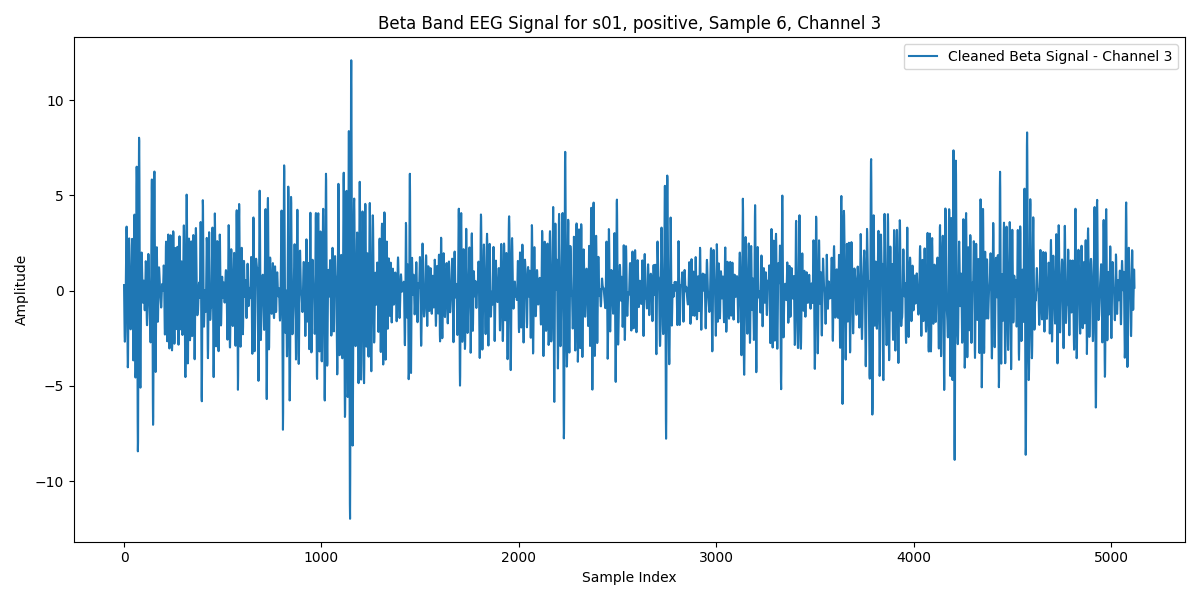 Beta Band EEG Signal for s01, positive, Sample 6, Channel 3
Cleaned Beta Signal - Channel 3
10
5
0
−5
−10
Amplitude
0 1000 2000 3000 4000 5000
Sample Index